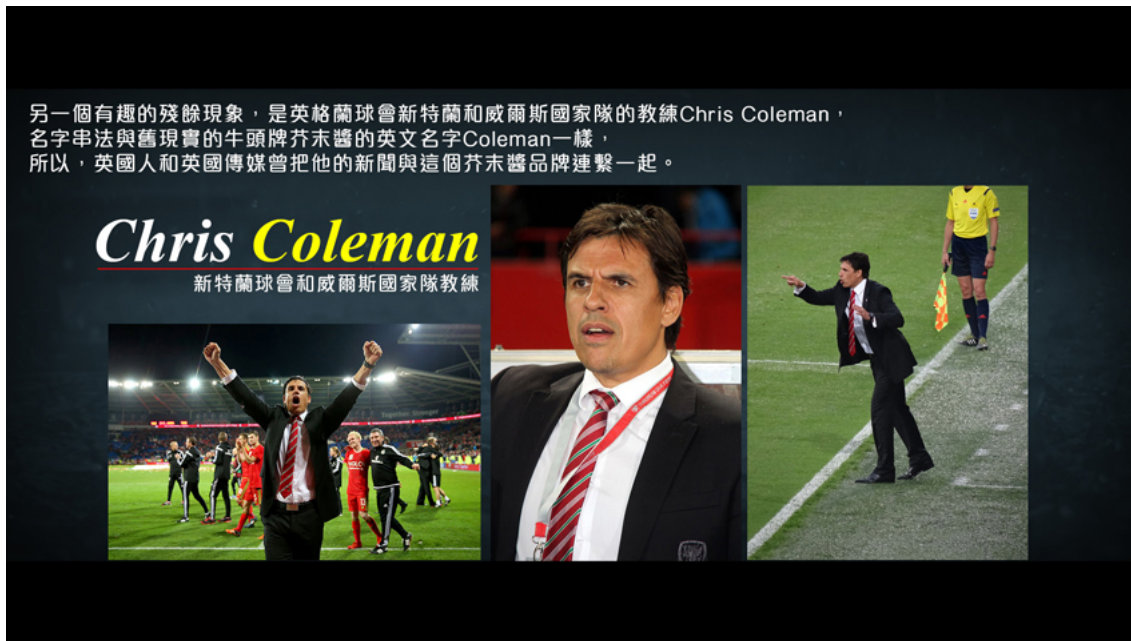 另一個有趣的殘餘現象，是英格蘭球會新特蘭和威爾斯國家隊的教練Chris Coleman，
名字串法與舊現實的牛頭牌芥末醬的英文名字Coleman一樣，
所以，英國人和英國傳媒曾把他的新聞與這個芥末醬品牌連繫一起。
Chris Coleman
新特蘭球會和威爾斯國家隊教練
Together. Stronger